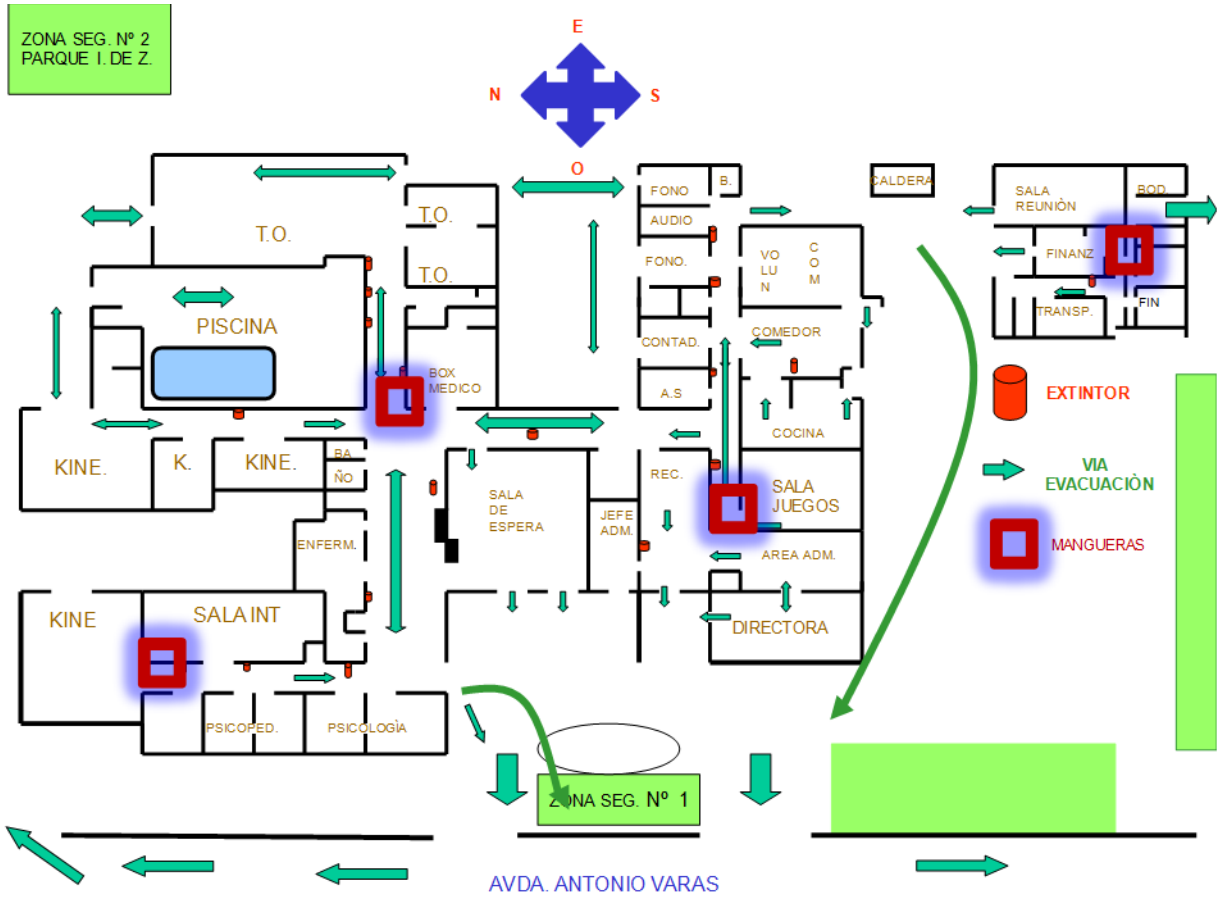 ZONA SEG. Nº 2
PARQUE I. DE Z.
E
N
S
O
FONO
B.
CALDERA
SALA
REUNIÒN
BOD.
AUDIO
T.O.
T.O.
FONO.
VOLUN
COM
FINANZ
T.O.
FIN
TRANSP.
PISCINA
COMEDOR
CONTAD.
BOX
MEDICO
A.S
EXTINTOR
COCINA
KINE.
K.
KINE.
BA
ÑO
REC.
VIA
EVACUACIÒN
SALA
DE
ESPERA
SALA
JUEGOS
JEFE
ADM.
ENFERM.
AREA ADM.
MANGUERAS
KINE
SALA INT
DIRECTORA
PSICOPED.
PSICOLOGÌA
ZONA SEG. Nº 1
AVDA. ANTONIO VARAS